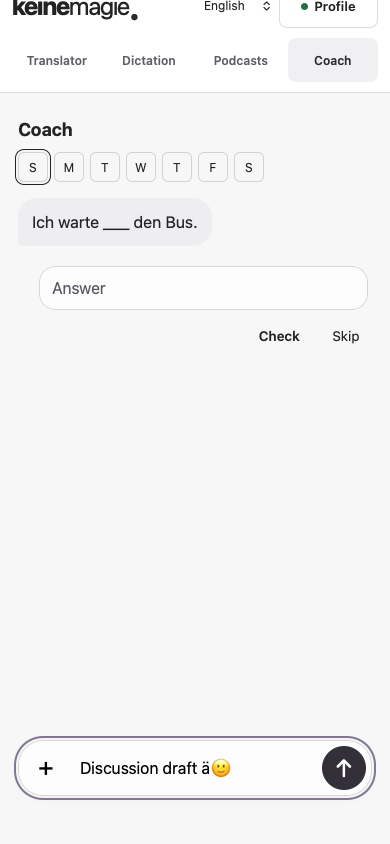 keinemagie.
English
Profile
Translator
Dictation
Podcasts
Coach
Coach
S M T W T F S
Ich warte ___ den Bus.
Answer
Check
Skip
+
Discussion draft ä🙂